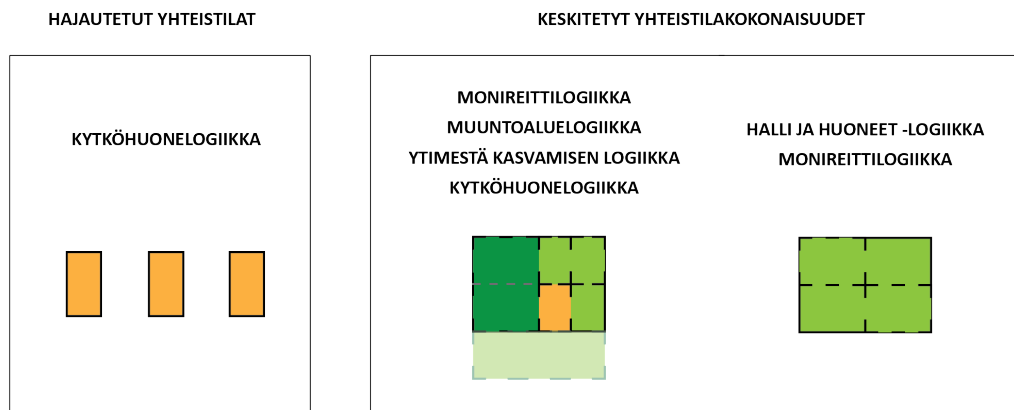 HAJAUTETUT YHTEISTILAT
KESKITETYT YHTEISTILAKOKONAISUUDET
KYTKÖHUONELOGIIKKA
MONIREITTILOGIIKKA
MUUNTOALUELOGIIKKA
YTIMESTÄ KASVAMISEN LOGIIKKA
KYTKÖHUONELOGIIKKA
HALLI JA HUONEET -LOGIIKKA
MONIREITTILOGIIKKA